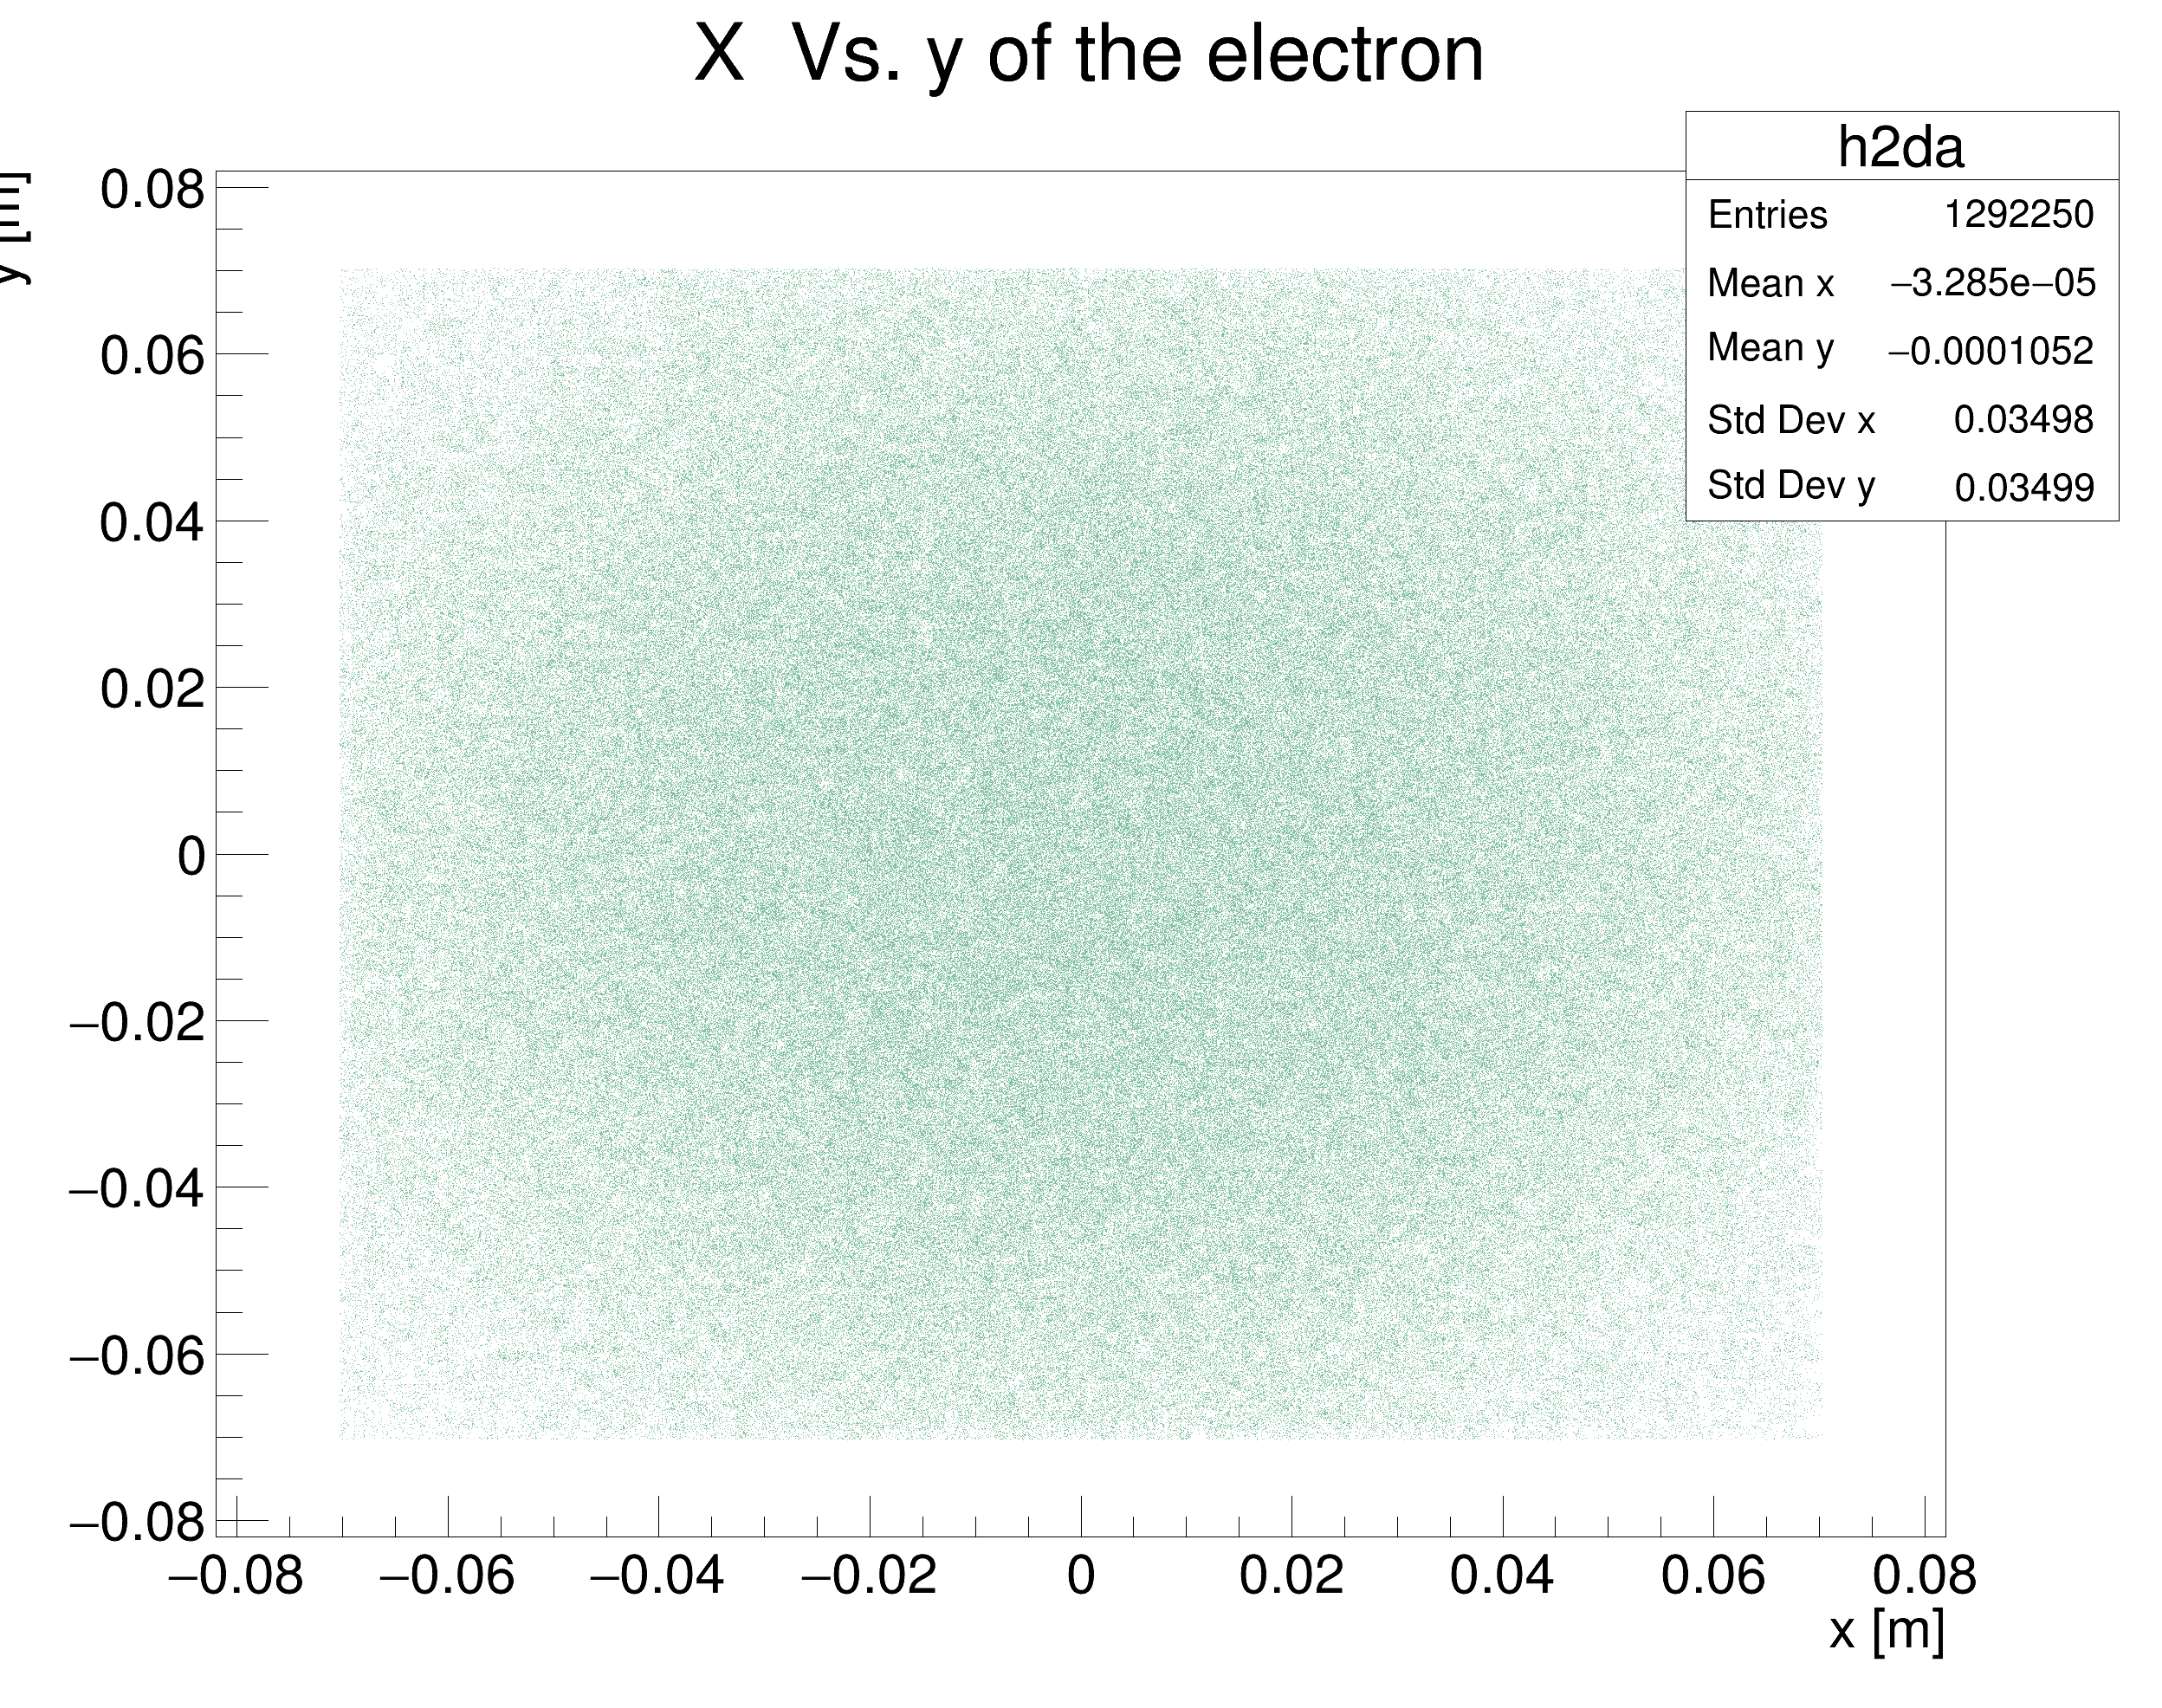 X Vs. y of the electron
h2da
Entries 1292250
Mean x −3.285e−05
Mean y −0.0001052
Std Dev x 0.03498
Std Dev y 0.03499
y [m]
0.08
0.06
0.04
0.02
0
−0.02
−0.04
−0.06
−0.08
−0.08 −0.06 −0.04 −0.02 0 0.02 0.04 0.06 0.08
x [m]